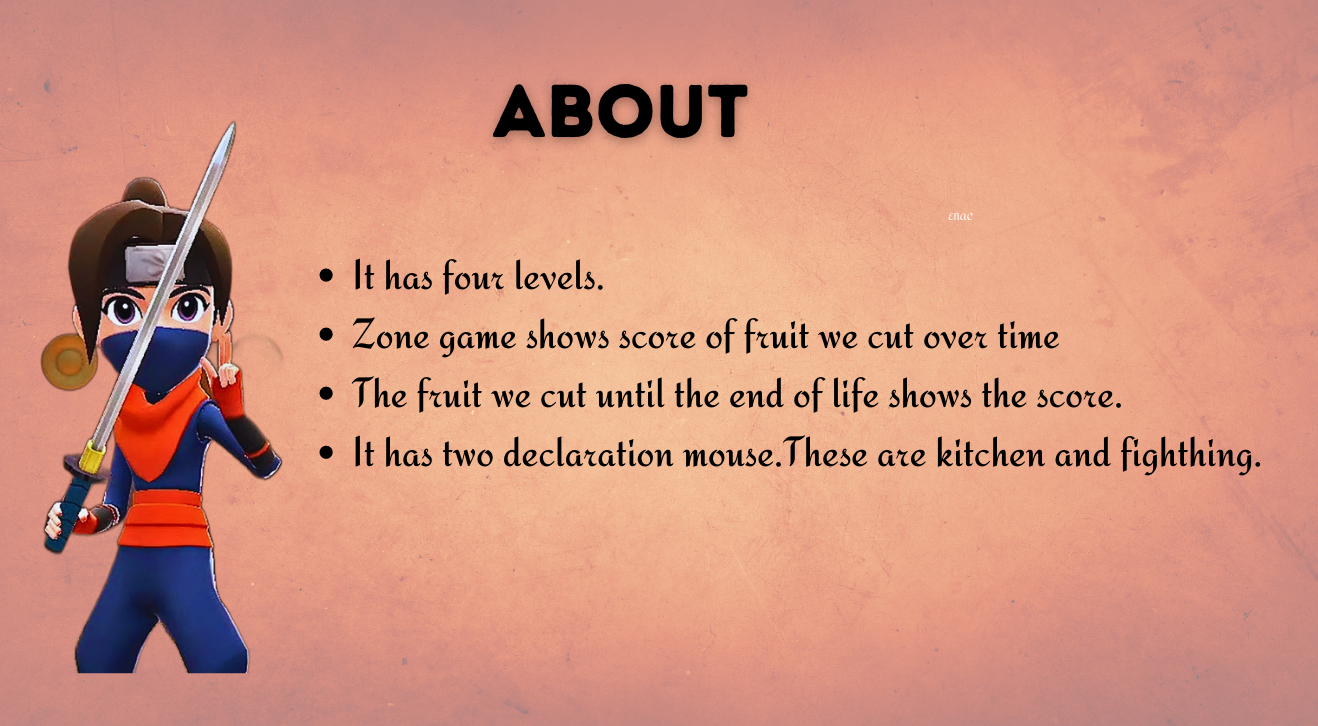 ABOUT
enac
• It has four levels.
• Zone game shows score of fruit we cut over time
• The fruit we cut until the end of life shows the score.
• It has two declaration mouse.These are kitchen and fighthing.